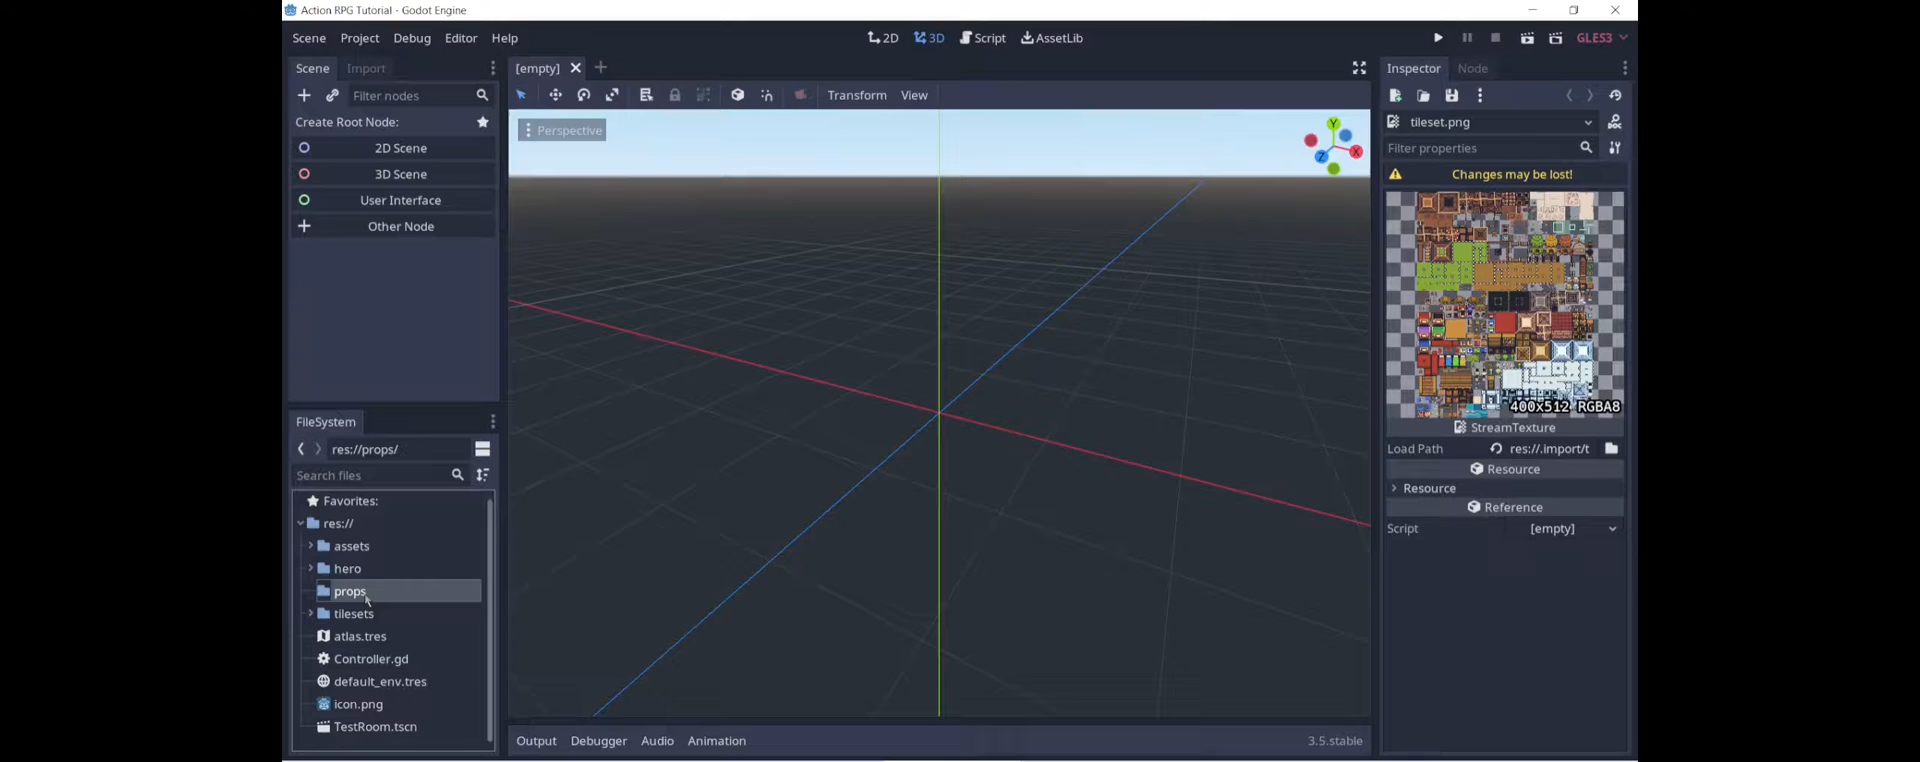 Action RPG Tutorial - Godot Engine
Scene Project Debug Editor Help
2D 3D Script AssetLib
GLES3
Scene Import
Filter nodes
Create Root Node:
2D Scene
3D Scene
User Interface
Other Node
FileSystem
res://props/
Search files
Favorites:
res://
assets
hero
props
tilesets
atlas.tres
Controller.gd
default_env.tres
icon.png
TestRoom.tscn
[empty]
Transform View
Perspective
Y
X
Z
Output Debugger Audio Animation
3.5.stable
Inspector Node
tileset.png
Filter properties
Changes may be lost!
400x512 RGBA8
StreamTexture
Load Path res://.import/t
Resource
Resource
Reference
Script [empty]